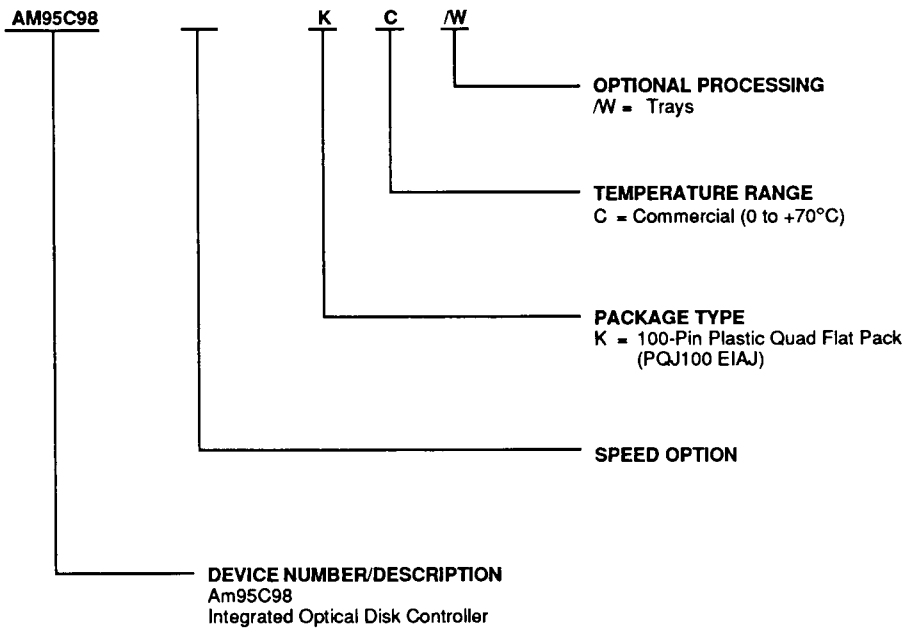 AM95C98 K C /W
OPTIONAL PROCESSING
/W = Trays
TEMPERATURE RANGE
C = Commercial (0 to +70°C)
PACKAGE TYPE
K = 100-Pin Plastic Quad Flat Pack
(PQJ100 EIAJ)
SPEED OPTION
DEVICE NUMBER/DESCRIPTION
Am95C98
Integrated Optical Disk Controller